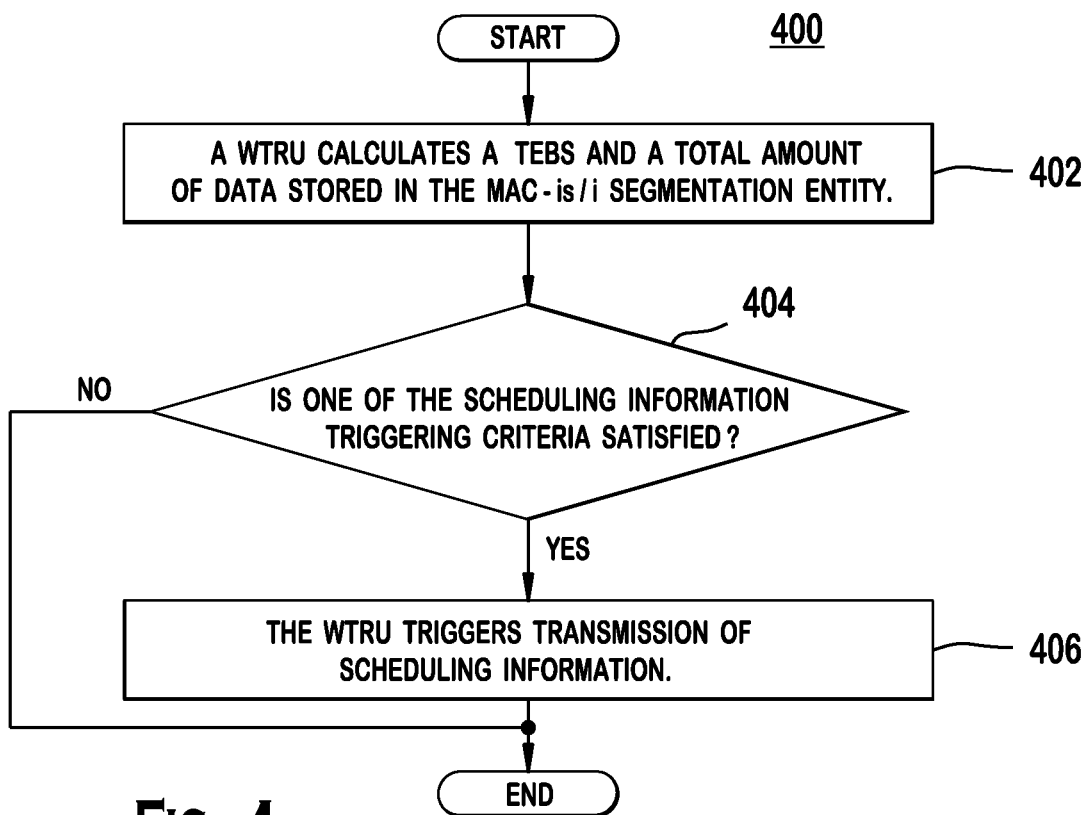 START
400
A WTRU CALCULATES A TEBS AND A TOTAL AMOUNT
OF DATA STORED IN THE MAC-is/i SEGMENTATION ENTITY.
402
404
NO
IS ONE OF THE SCHEDULING INFORMATION
TRIGGERING CRITERIA SATISFIED?
YES
THE WTRU TRIGGERS TRANSMISSION OF
SCHEDULING INFORMATION.
406
END
FIG. 4